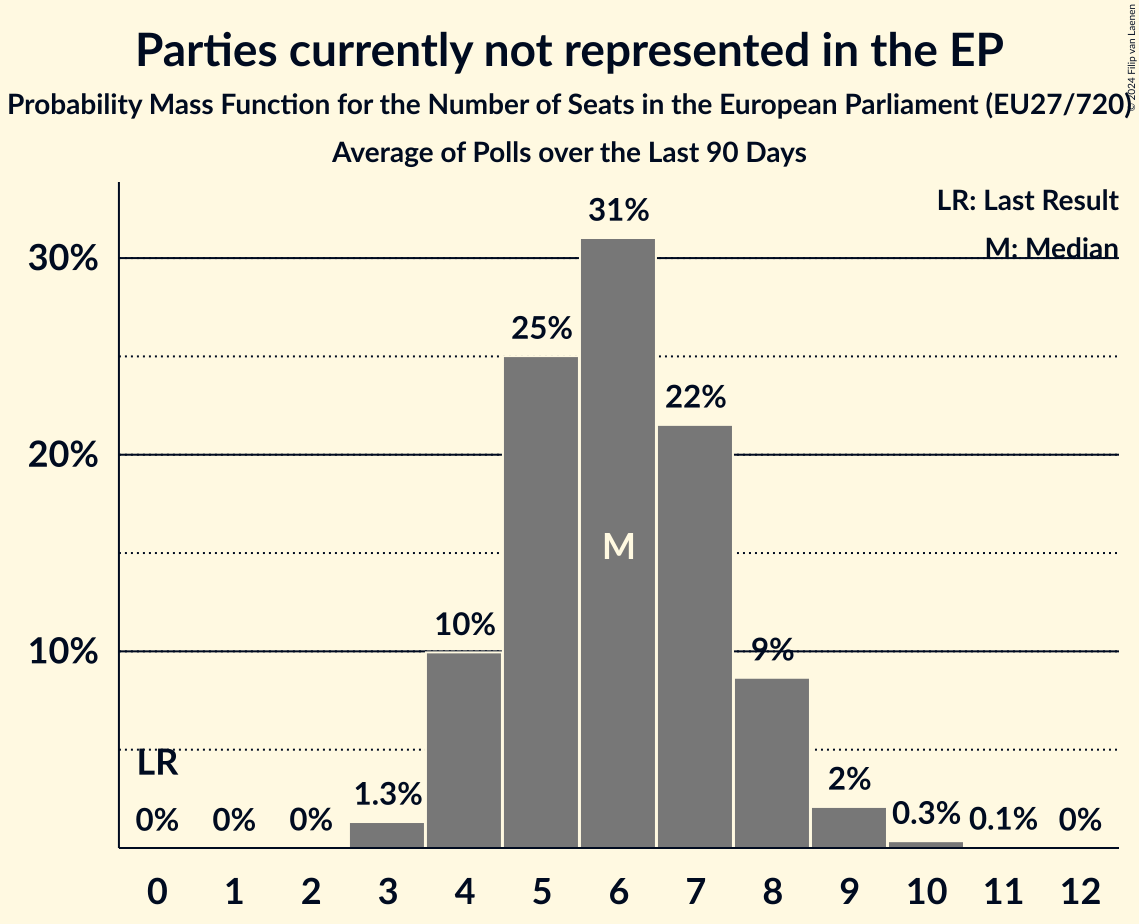 Parties currently not represented in the EP
Probability Mass Function for the Number of Seats in the European Parliament (EU27/720)
Average of Polls over the Last 90 Days
© 2024 Filip van Laenen
LR: Last Result
M: Median
30%
20%
10%
LR
0%
0%
0%
1.3%
10%
25%
31%
M
22%
9%
2%
0.3%
0.1%
0%
0 1 2 3 4 5 6 7 8 9 10 11 12